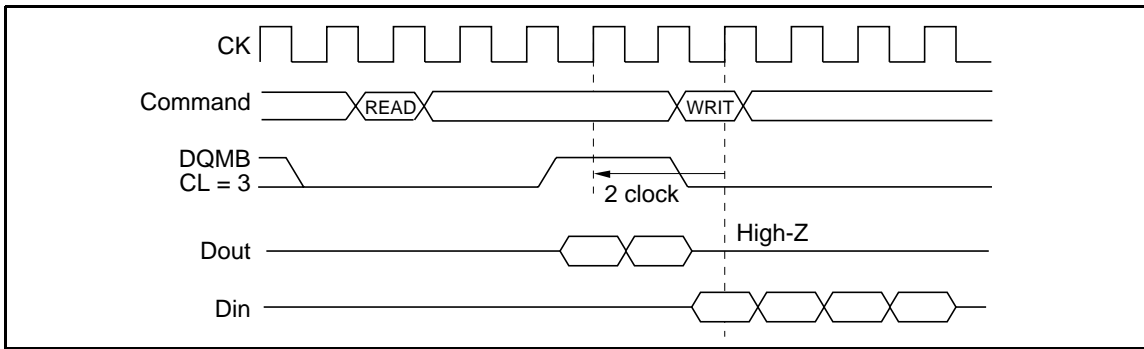 CK
Command READ WRIT
DQMB
CL = 3
2 clock
High-Z
Dout
Din